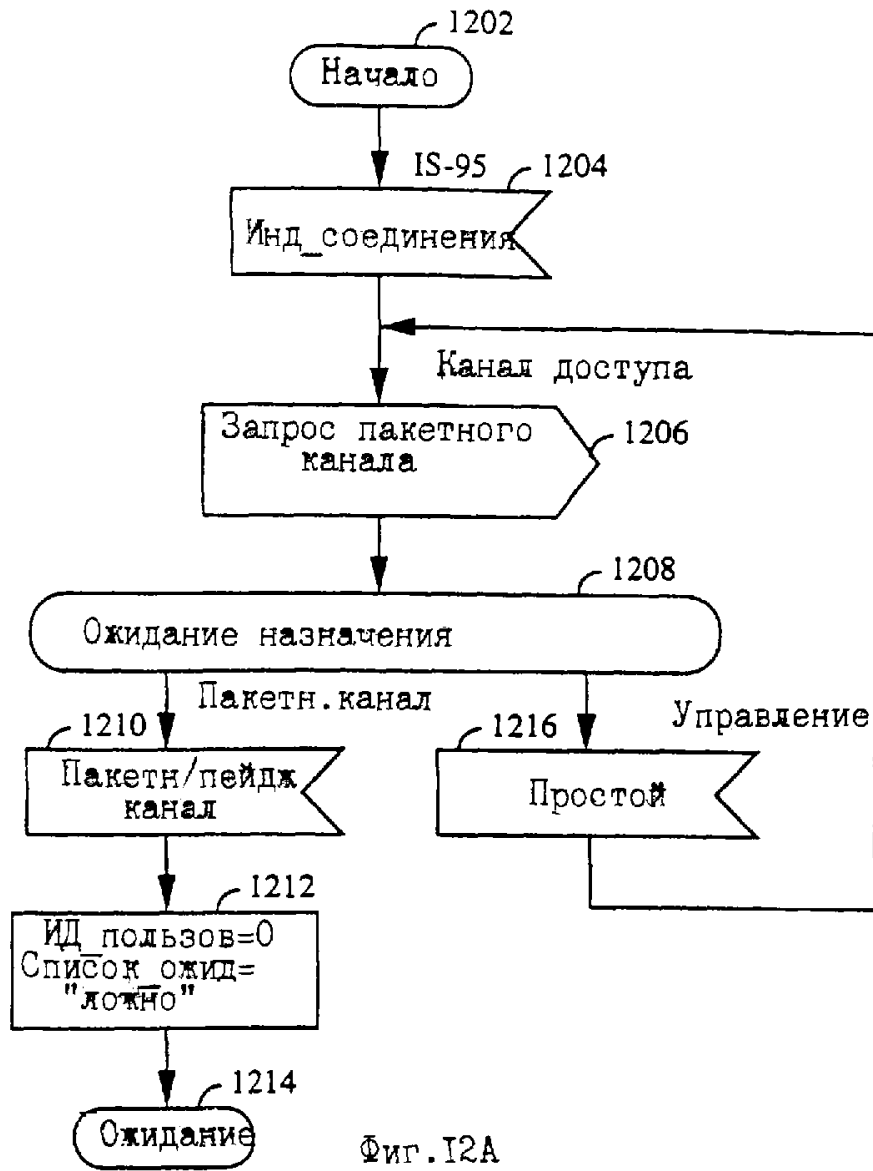 1202
Начало
IS-95
1204
Инд_соединения
Канал доступа
Запрос пакетного
канала
1206
1208
Ожидание назначения
Пакетн.канал
Управление
1210
1216
Пакетн/пейдж
канал
Простой
1212
ИД_пользов=0
Список_ожид=
"ложно"
1214
Ожидание
Фиг.I2A